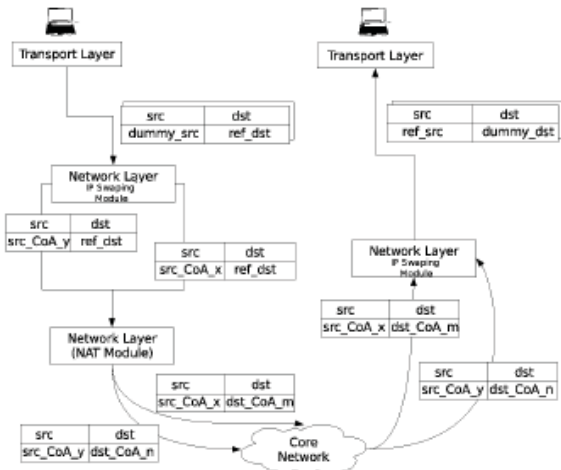 Transport Layer
Transport Layer
src dst
dummy_src ref_dst
src dst
ref_src dummy_dst
Network Layer
IP Swaping
Module
src dst
src_CoA_y ref_dst
src dst
src_CoA_x ref_dst
Network Layer
IP Swaping
Module
src dst
src_CoA_x dst_CoA_m
Network Layer
(NAT Module)
src dst
src_CoA_x dst_CoA_m
src dst
src_CoA_y dst_CoA_n
src dst
src_CoA_y dst_CoA_n
Core
Network